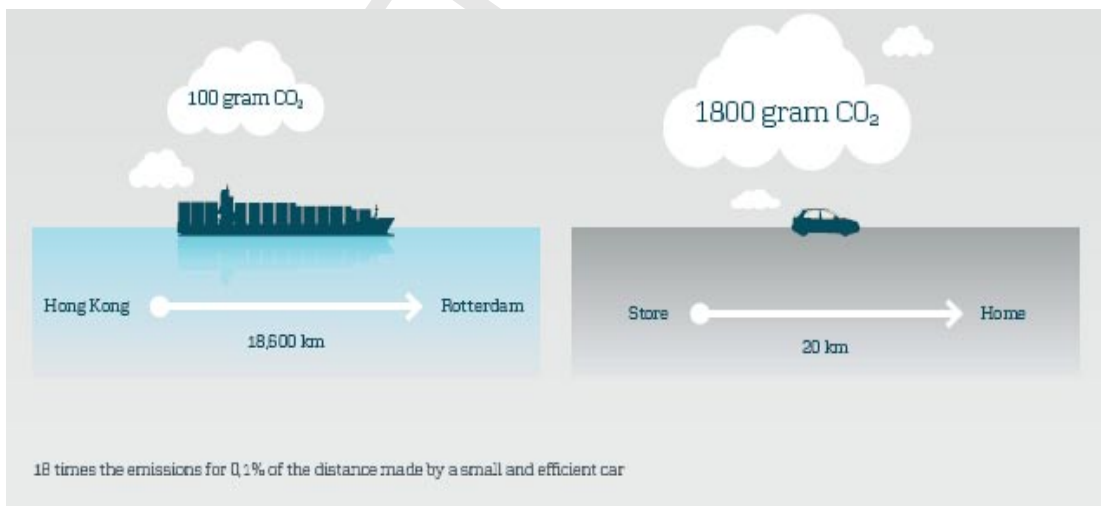 100 gram CO₂
1800 gram CO₂
Hong Kong
Rotterdam
18,600 km
Store
Home
20 km
18 times the emissions for 0,1% of the distance made by a small and efficient car